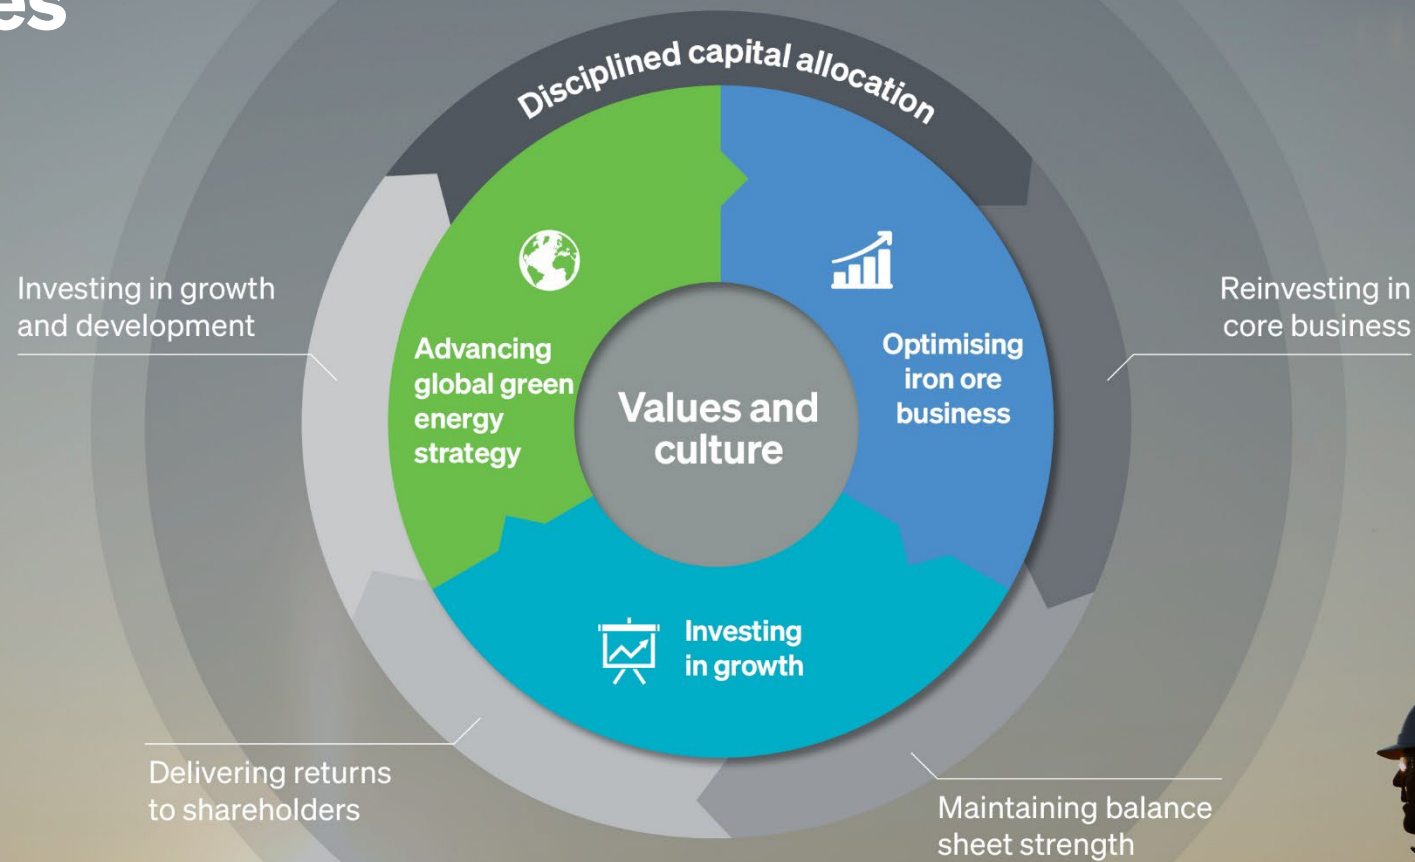 Disciplined capital allocation
Investing in growth
and development
Reinvesting in
core business
Advancing
global green
energy
strategy
Optimising
iron ore
business
Values and
culture
Investing
in growth
Delivering returns
to shareholders
Maintaining balance
sheet strength